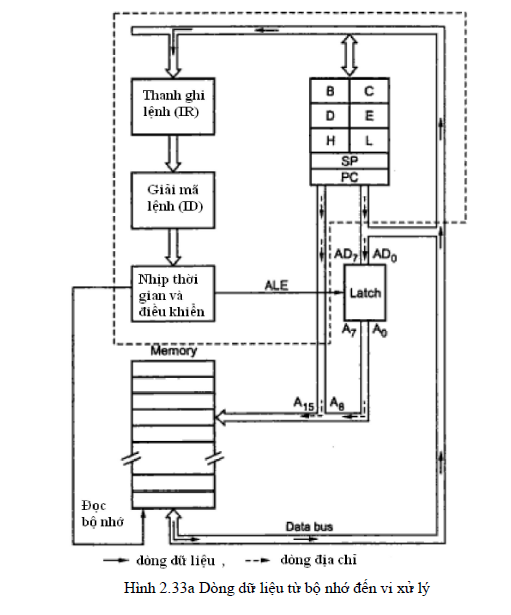 Thanh ghi
lệnh (IR)
B C
D E
H L
SP
PC
Giải mã
lệnh (ID)
AD7 AD0
Nhịp thời
gian và
điều khiển
ALE
Latch
A7 A0
Memory
A15 A8
Đọc
bộ nhớ
Data bus
dòng dữ liệu , dòng địa chỉ
Hình 2.33a Dòng dữ liệu từ bộ nhớ đến vi xử lý